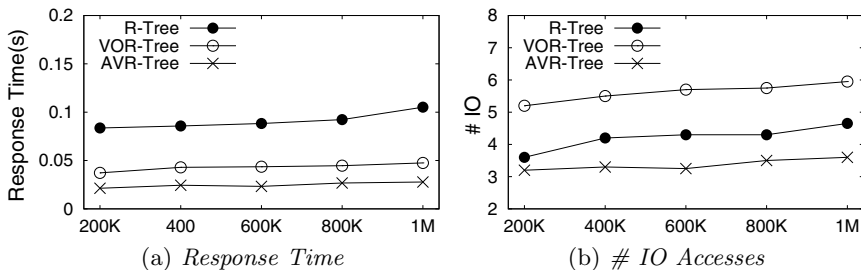 Response Time(s)
0.2
0.15
0.1
0.05
0
R-Tree
VOR-Tree
AVR-Tree
200K 400 600K 800K 1M
(a) Response Time
# IO
8
7
6
5
4
3
2
R-Tree
VOR-Tree
AVR-Tree
200K 400K 600K 800K 1M
(b) # IO Accesses